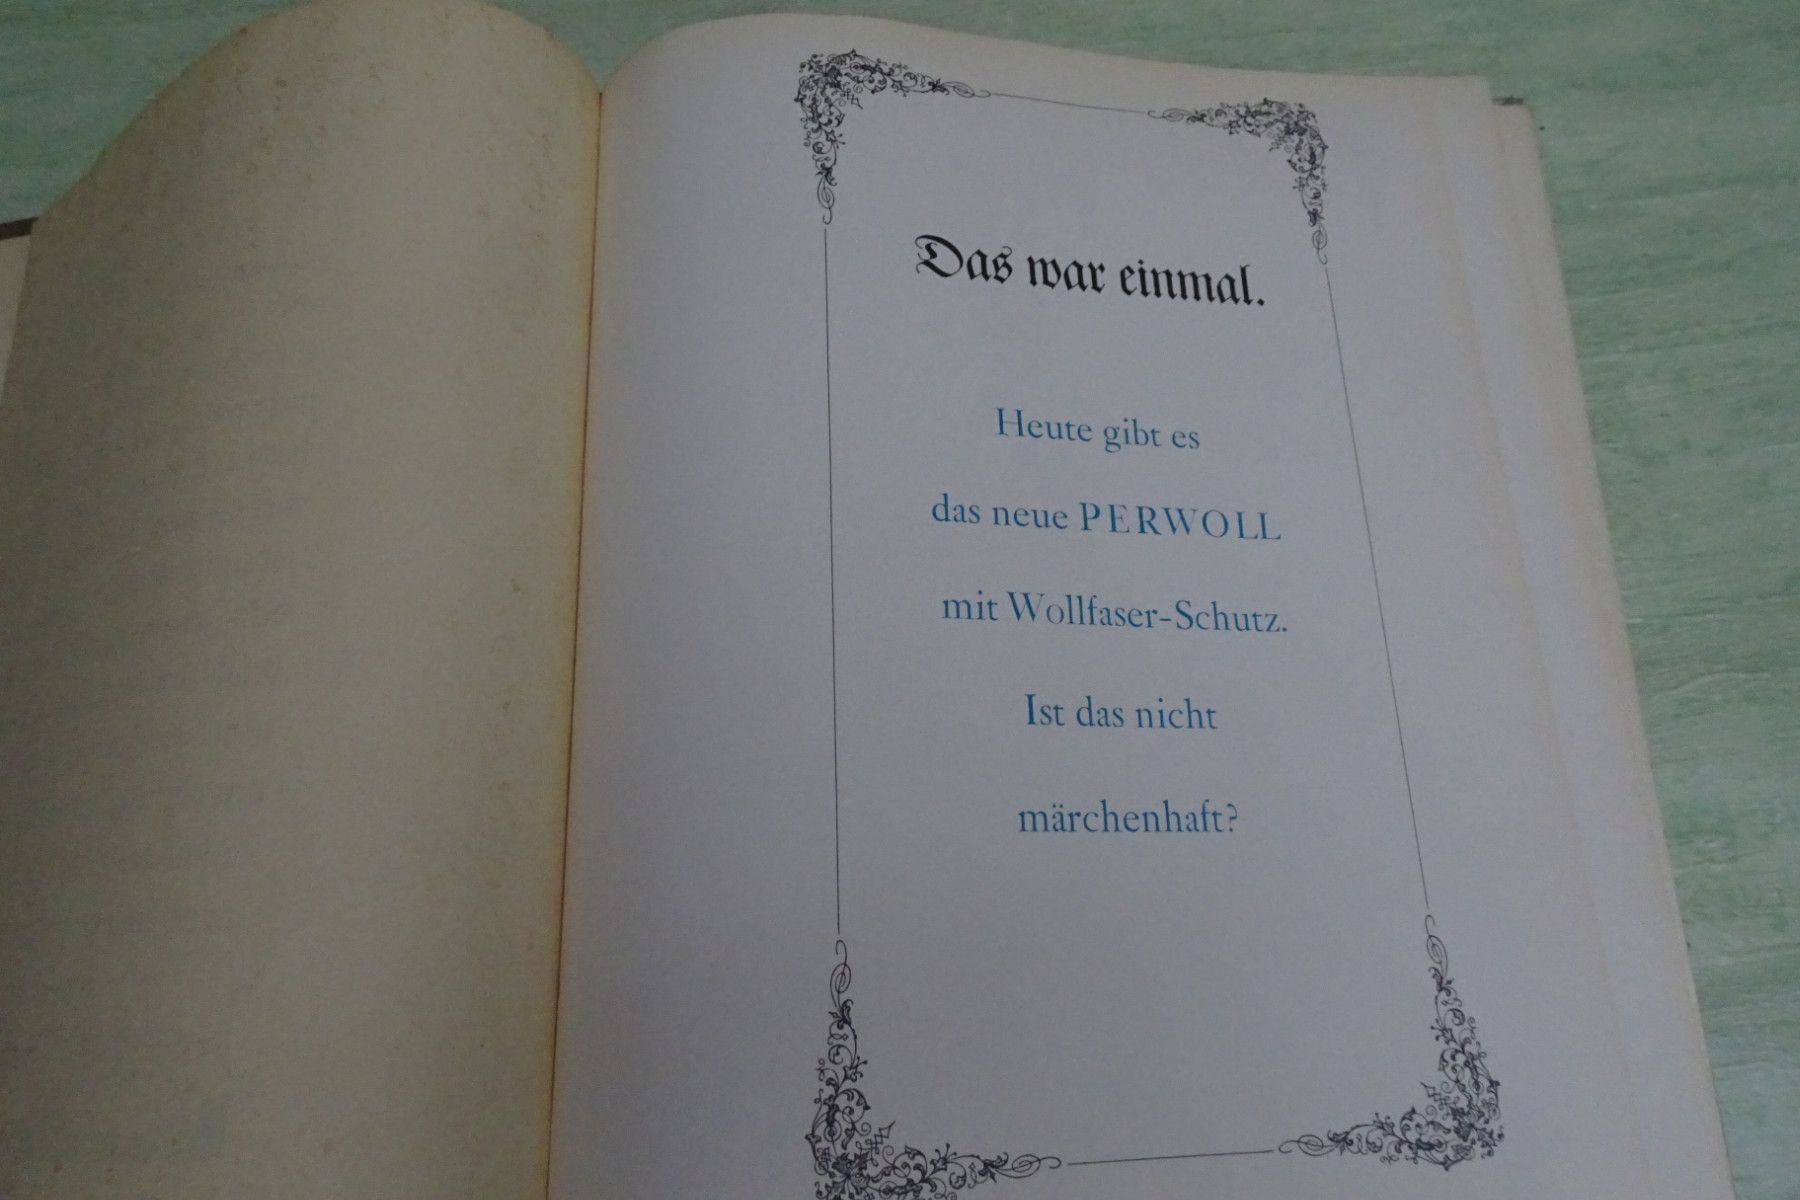 Das war einmal.
Heute gibt es
das neue PERWOLL
mit Wollfaser-Schutz.
Ist das nicht
märchenhaft?